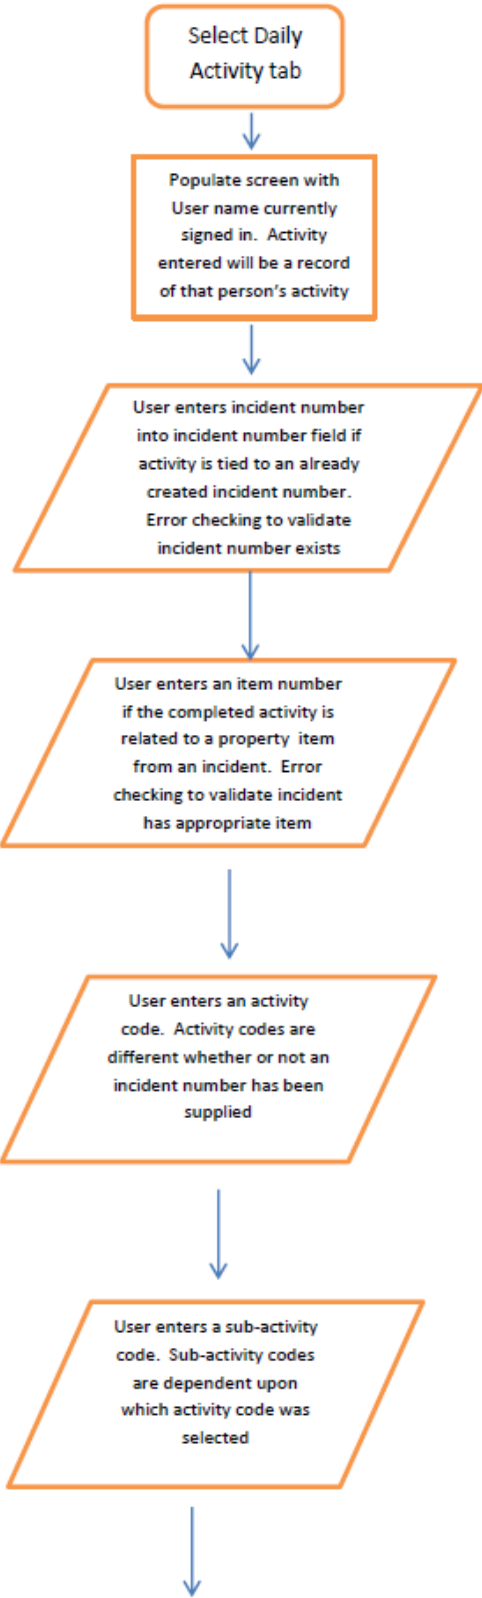 Select Daily
Activity tab
Populate screen with
User name currently
signed in.  Activity
entered will be a record
of that person's activity
User enters incident number
into incident number field if
activity is tied to an already
created incident number.
Error checking to validate
incident number exists
User enters an item number
if the completed activity is
related to a property  item
from an incident.  Error
checking to validate incident
has appropriate item
User enters an activity
code.  Activity codes are
different whether or not an
incident number has been
supplied
User enters a sub-activity
code.  Sub-activity codes
are dependent upon
which activity code was
selected